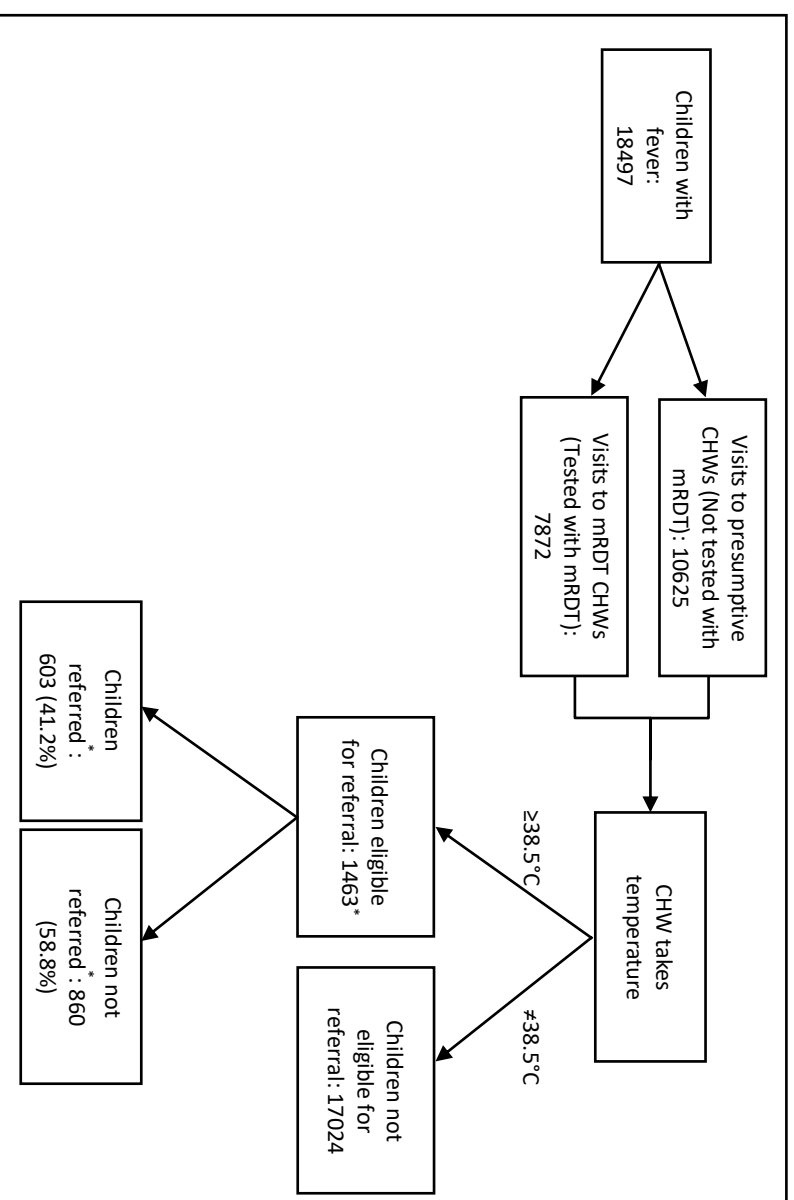 Children with
fever:
18497
Visits to presumptive
CHWs (Not tested with
mRDT): 10625
Visits to mRDT CHWs
(Tested with mRDT):
7872
CHW takes
temperature
≥38.5°C
≠38.5°C
Children eligible
for referral: 1463*
Children not
eligible for
referral: 17024
Children
referred*:
603 (41.2%)
Children not
referred*: 860
(58.8%)